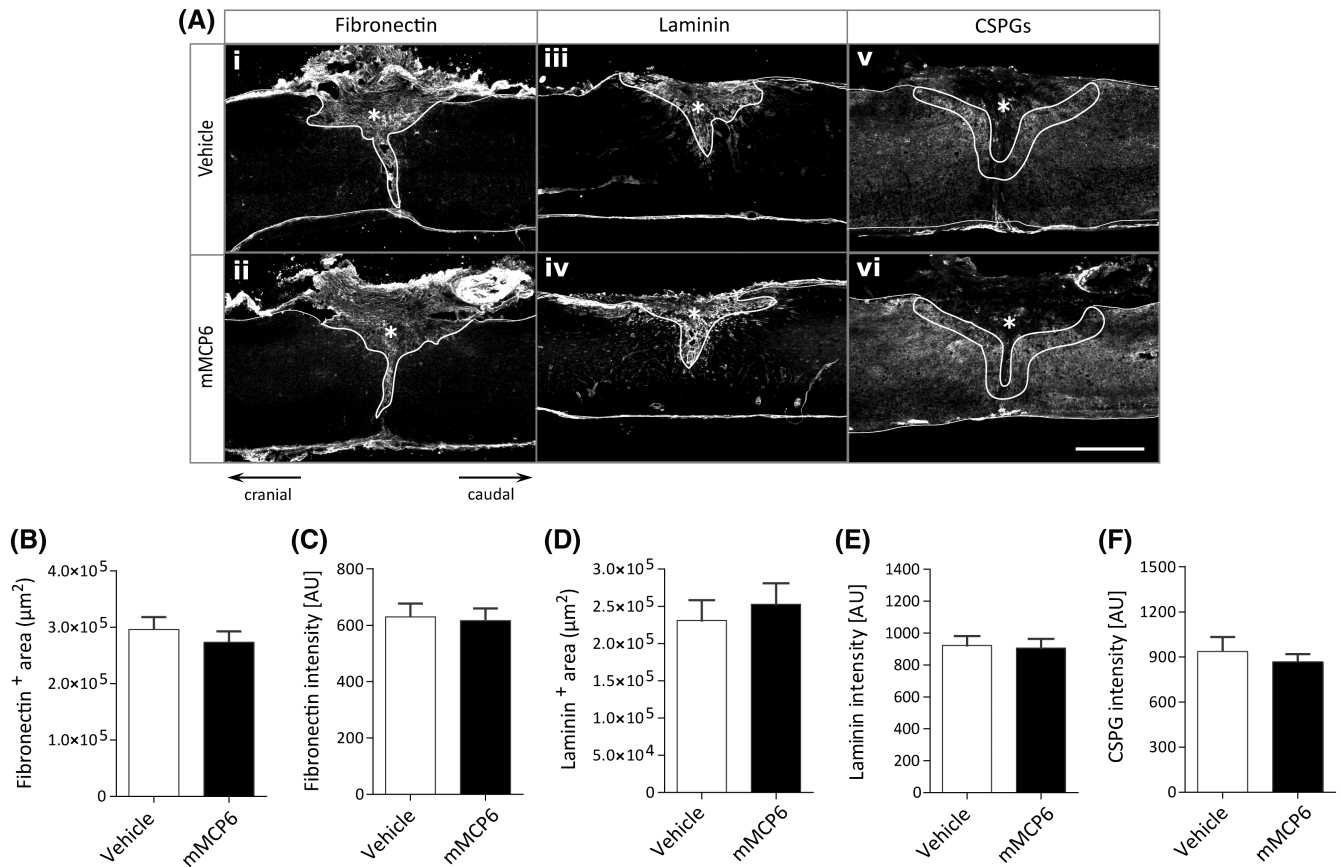 (A)
Fibronectin
Laminin
CSPGs
Vehicle
i
iii
v
mMCP6
ii
iv
vi
cranial
caudal
(B)
Fibronectin⁺ area (µm²)
4.0×10⁵
3.0×10⁵
2.0×10⁵
1.0×10⁵
0
Vehicle
mMCP6
(C)
Fibronectin intensity [AU]
800
600
400
200
0
Vehicle
mMCP6
(D)
Laminin⁺ area (µm²)
3.0×10⁵
2.5×10⁵
2.0×10⁵
1.5×10⁵
1.0×10⁵
5.0×10⁴
0
Vehicle
mMCP6
(E)
Laminin intensity [AU]
1400
1200
1000
800
600
400
200
0
Vehicle
mMCP6
(F)
CSPG intensity [AU]
1500
1200
900
600
300
0
Vehicle
mMCP6